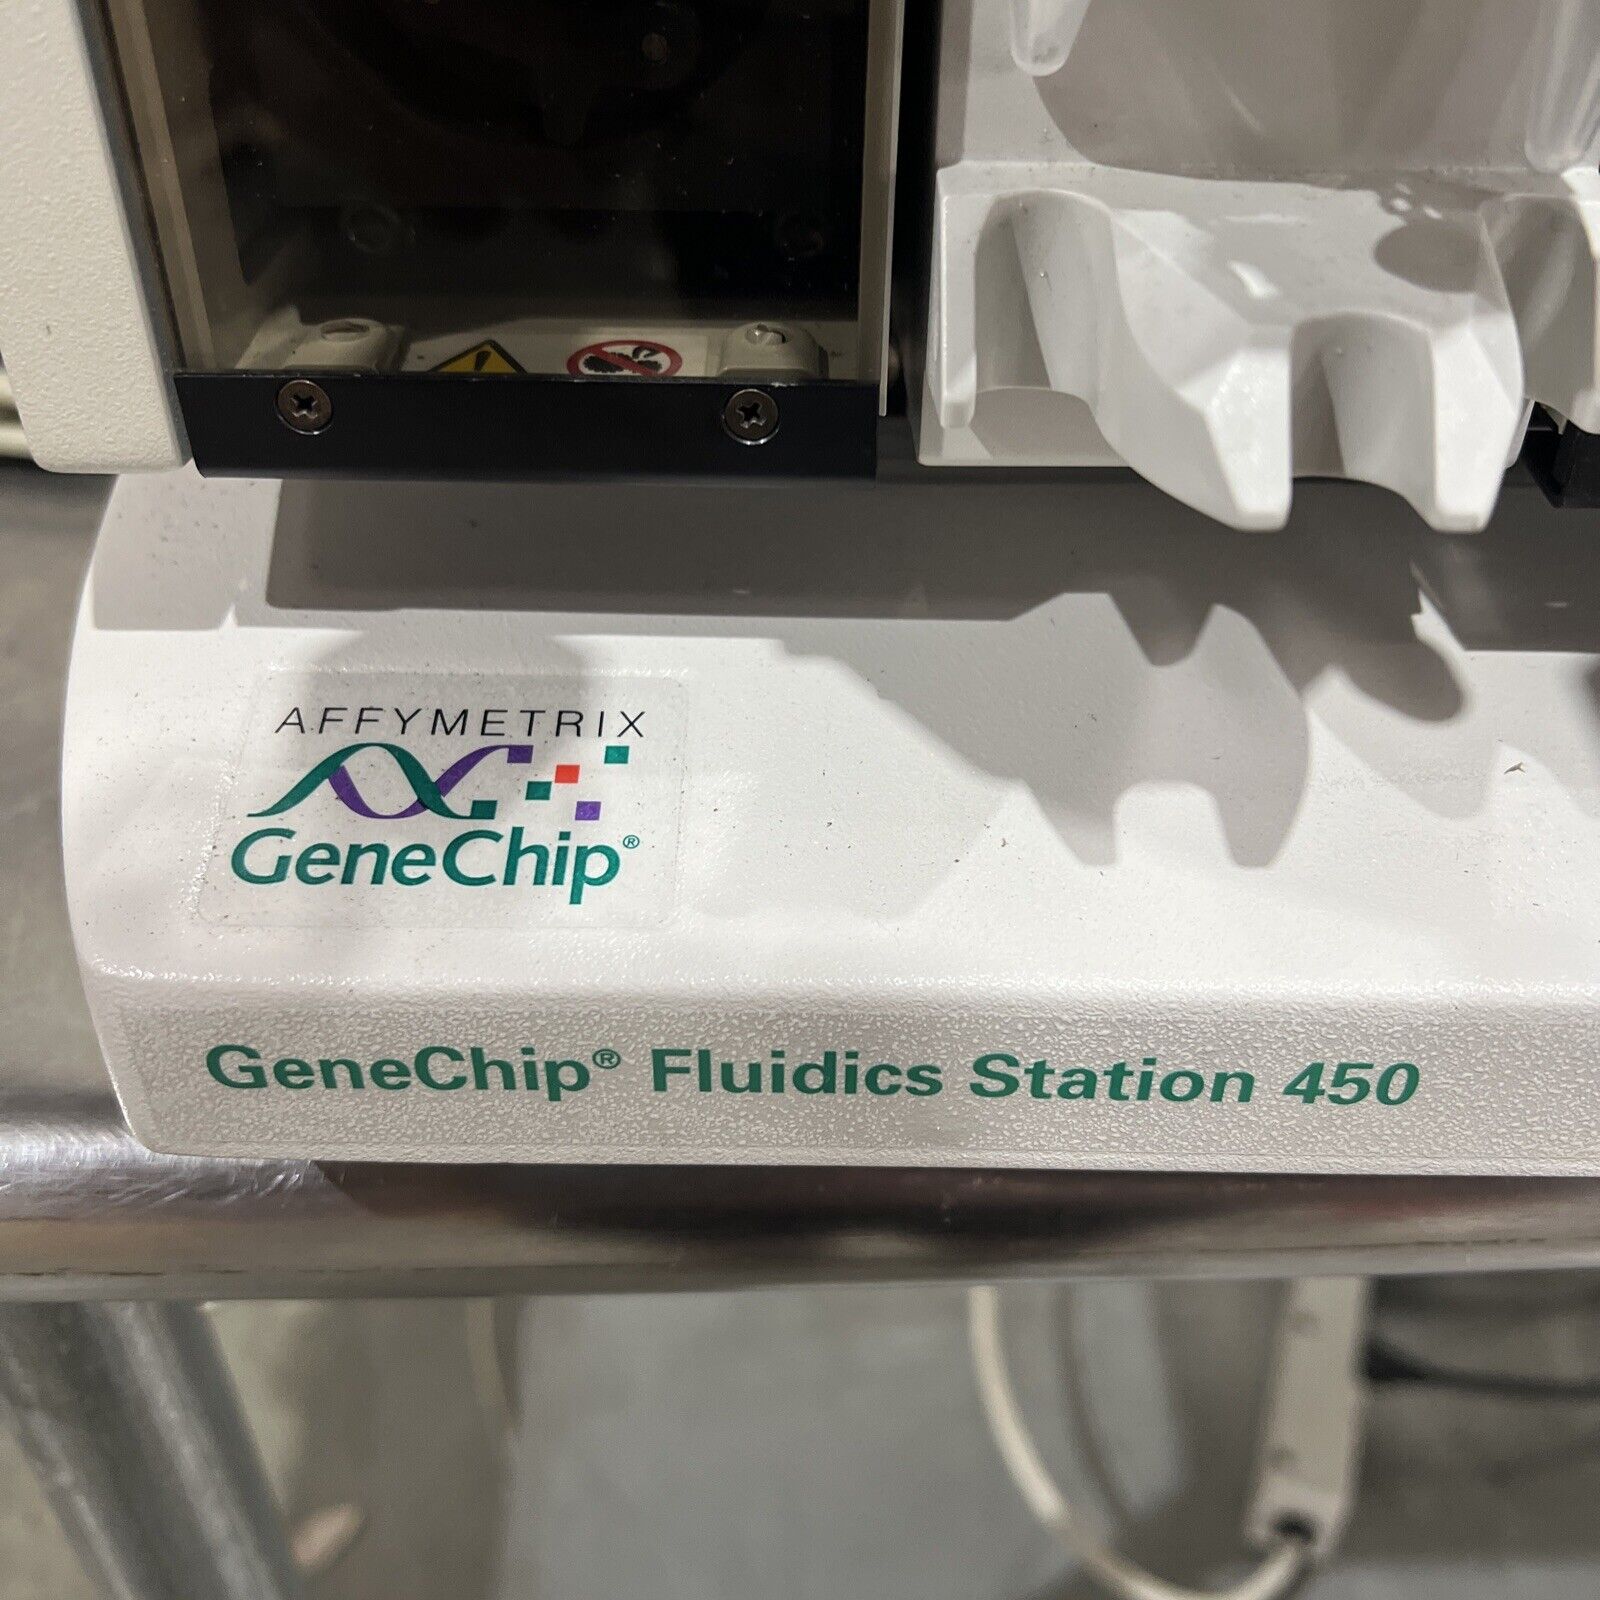 AFFYMETRIX
GeneChip®
GeneChip® Fluidics Station 450